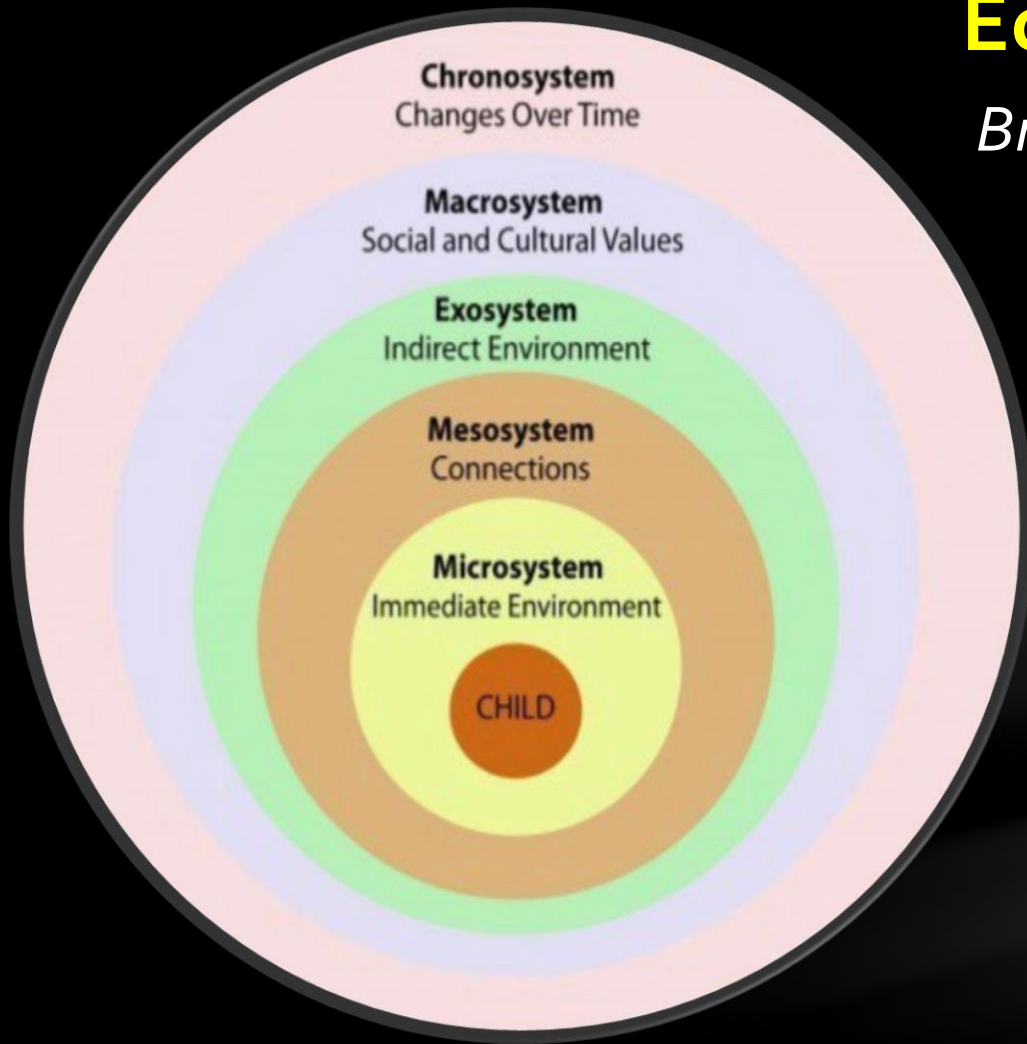 Chronosystem
Changes Over Time
Macrosystem
Social and Cultural Values
Exosystem
Indirect Environment
Mesosystem
Connections
Microsystem
Immediate Environment
CHILD